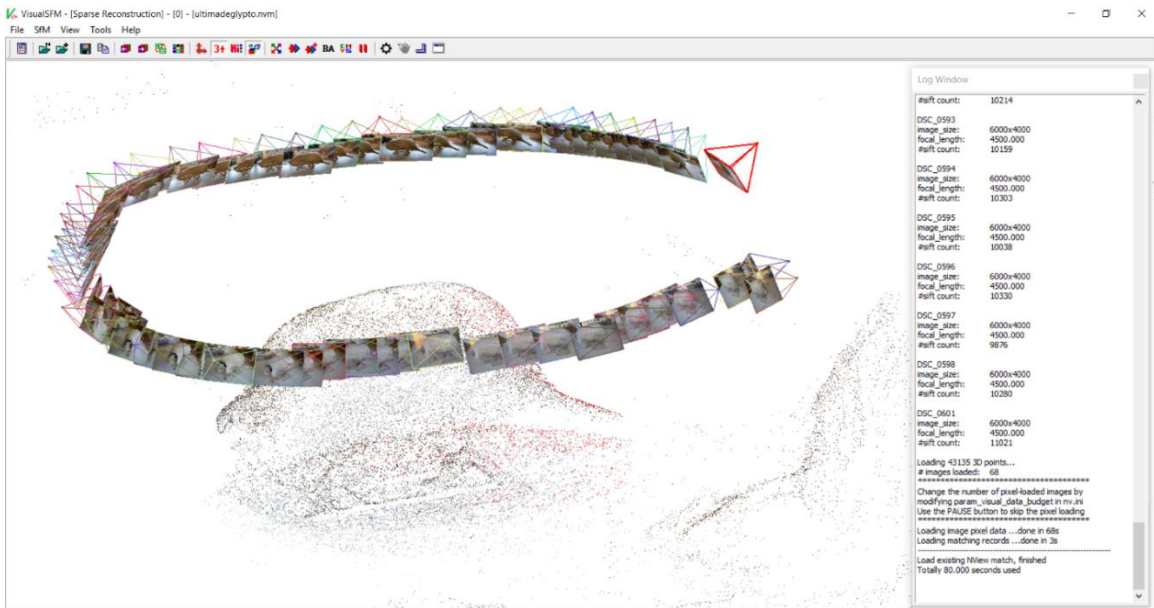 VisualSFM - [Sparse Reconstruction] - [0] - [ultimadeglypto.nvm]
File SfM View Tools Help
3+ BA
Log Window
#sift count: 10214
DSC_0593
image_size: 6000x4000
focal_length: 4500.000
#sift count: 10159
DSC_0594
image_size: 6000x4000
focal_length: 4500.000
#sift count: 10303
DSC_0595
image_size: 6000x4000
focal_length: 4500.000
#sift count: 10038
DSC_0596
image_size: 6000x4000
focal_length: 4500.000
#sift count: 10330
DSC_0597
image_size: 6000x4000
focal_length: 4500.000
#sift count: 9876
DSC_0598
image_size: 6000x4000
focal_length: 4500.000
#sift count: 10280
DSC_0601
image_size: 6000x4000
focal_length: 4500.000
#sift count: 11021
Loading 43135 3D points...
# images loaded: 68
Change the number of pixel-loaded images by
modifying param_visual_data_budget in nv.ini
Use the PAUSE button to skip the pixel loading
Loading image pixel data ...done in 68s
Loading matching records ...done in 3s
Load existing NView match, finished
Totally 80.000 seconds used